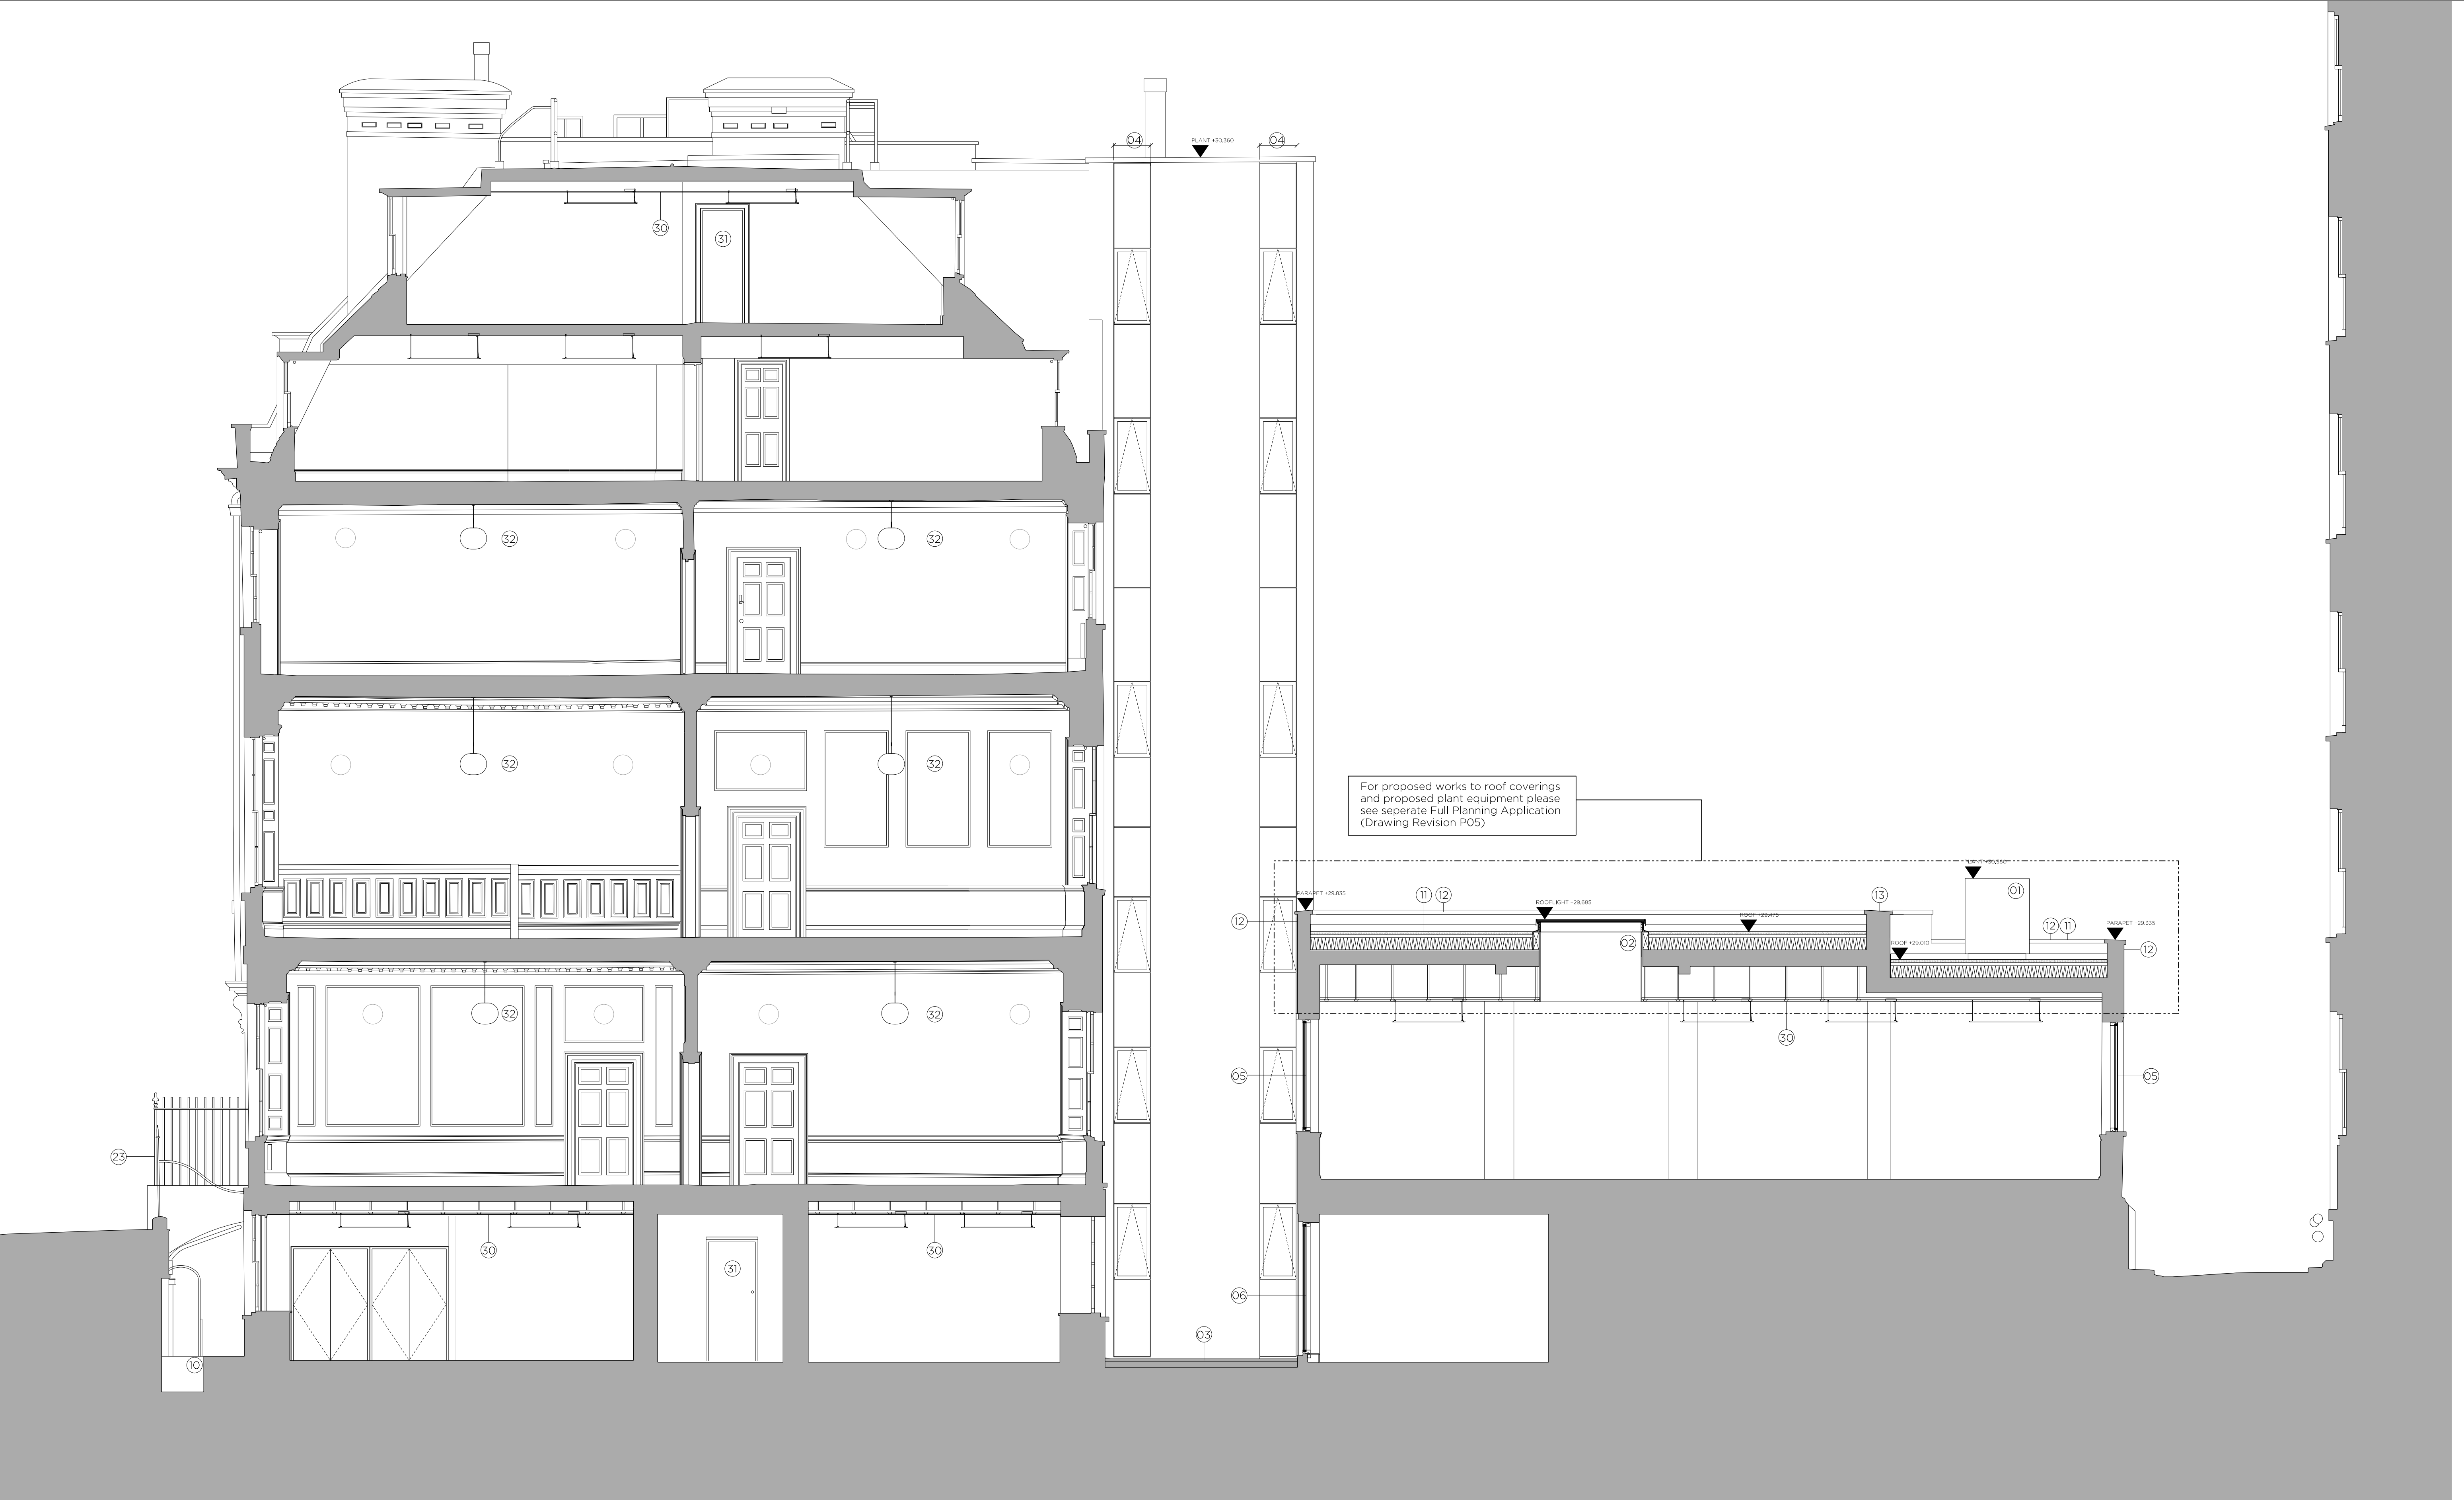 04
PLANT +30,360
04
30
31
32
32
32
32
For proposed works to roof coverings
and proposed plant equipment please
see seperate Full Planning Application
(Drawing Revision P05)
01
PARAPET +29,835
11
12
ROOFLIGHT +29,685
13
ROOF +29,475
12
11
PARAPET +29,335
12
02
ROOF +29,010
12
32
32
30
05
05
23
30
30
31
06
03
10